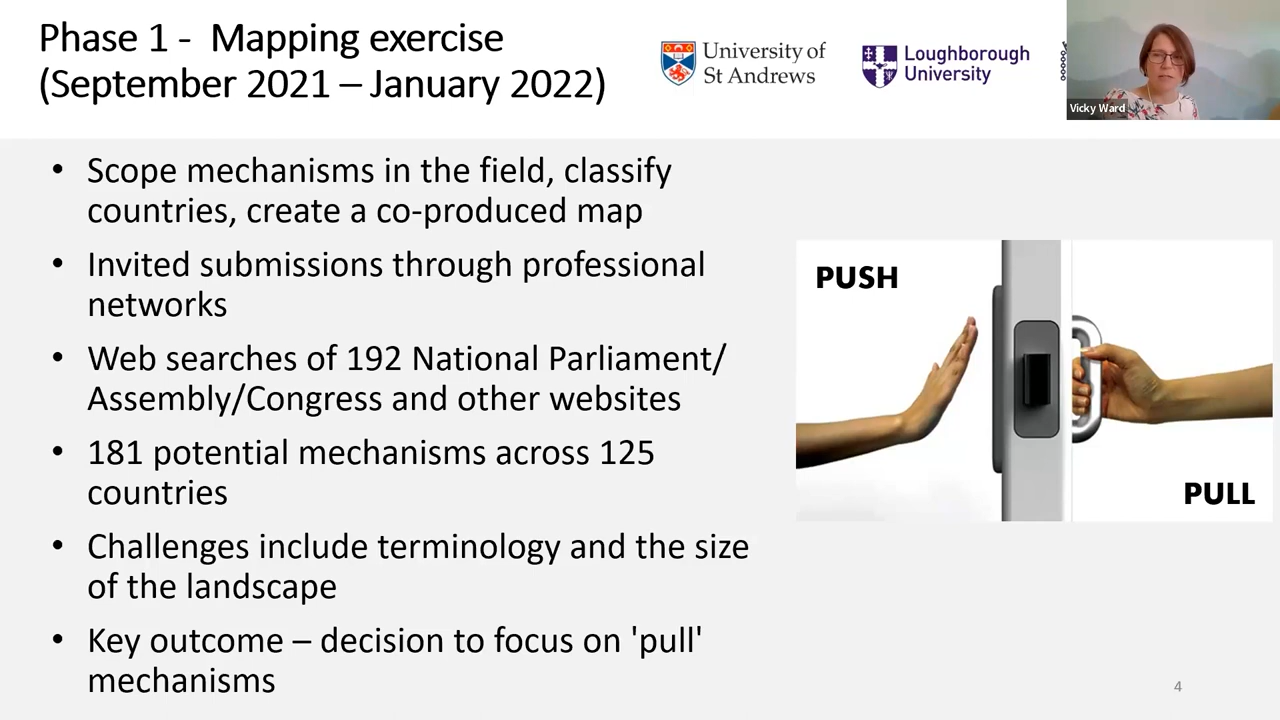 Phase 1 - Mapping exercise
(September 2021 – January 2022)
University of
St Andrews
Loughborough
University
Vicky Ward
• Scope mechanisms in the field, classify
countries, create a co-produced map
• Invited submissions through professional
networks
• Web searches of 192 National Parliament/
Assembly/Congress and other websites
• 181 potential mechanisms across 125
countries
• Challenges include terminology and the size
of the landscape
• Key outcome – decision to focus on 'pull'
mechanisms
PUSH
PULL
4